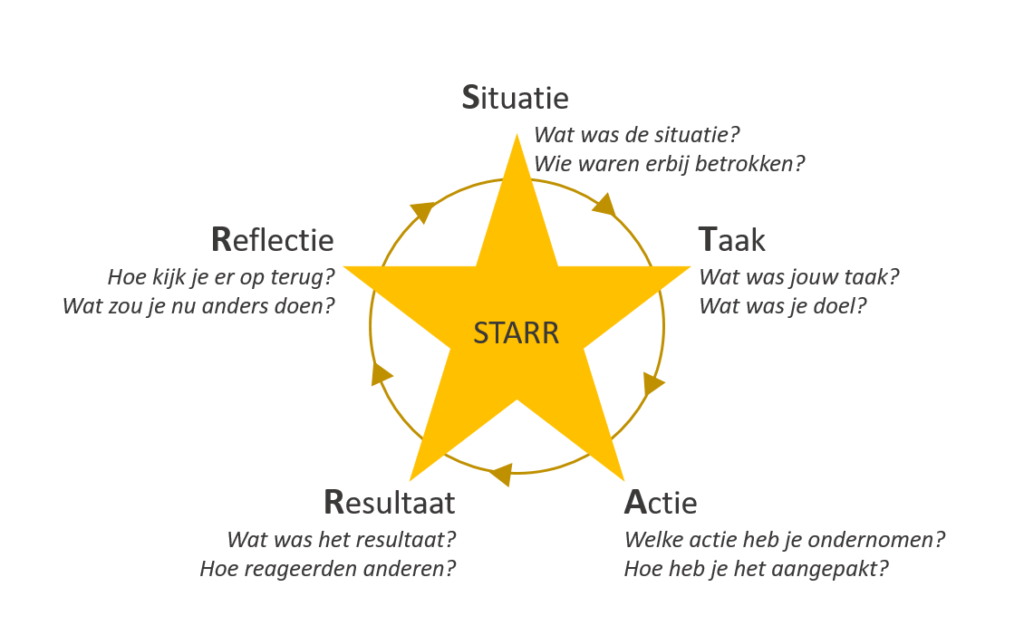 Situatie
Wat was de situatie?
Wie waren erbij betrokken?
Taak
Wat was jouw taak?
Wat was je doel?
Actie
Welke actie heb je ondernomen?
Hoe heb je het aangepakt?
Resultaat
Wat was het resultaat?
Hoe reageerden anderen?
Reflectie
Hoe kijk je er op terug?
Wat zou je nu anders doen?
STARR